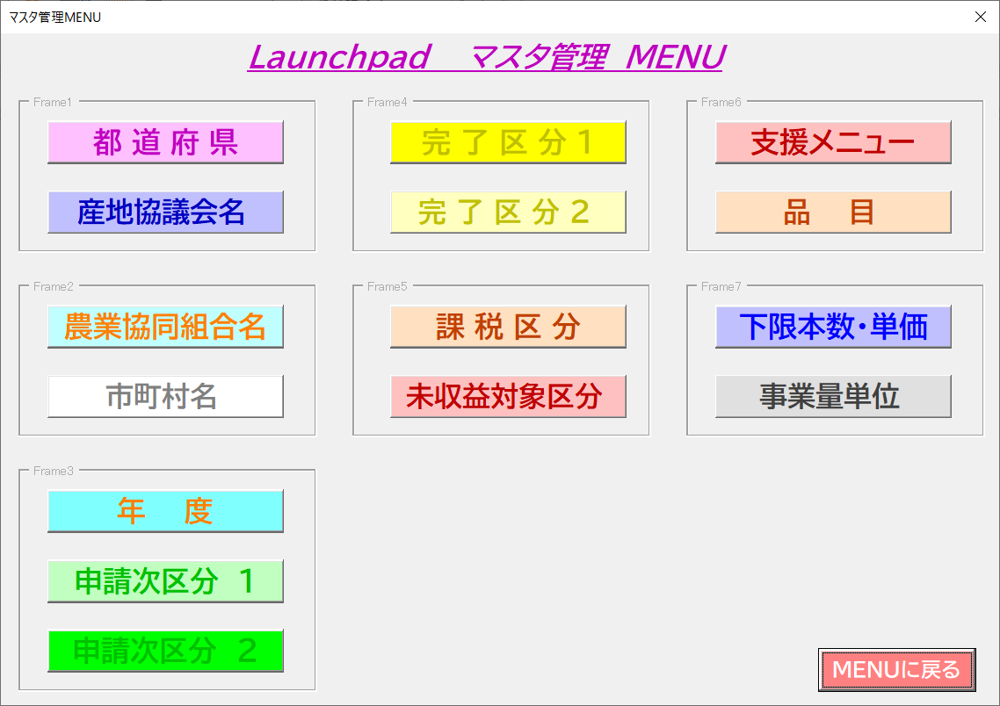 マスタ管理MENU
Launchpad　マスタ管理 MENU
Frame1
都 道 府 県
産地協議会名
Frame4
完 了 区 分 1
完 了 区 分 2
Frame6
支援メニュー
品　目
Frame2
農業協同組合名
市町村名
Frame5
課 税 区 分
未収益対象区分
Frame7
下限本数・単価
事業量単位
Frame3
年　度
申請次区分 1
申請次区分 2
MENUに戻る